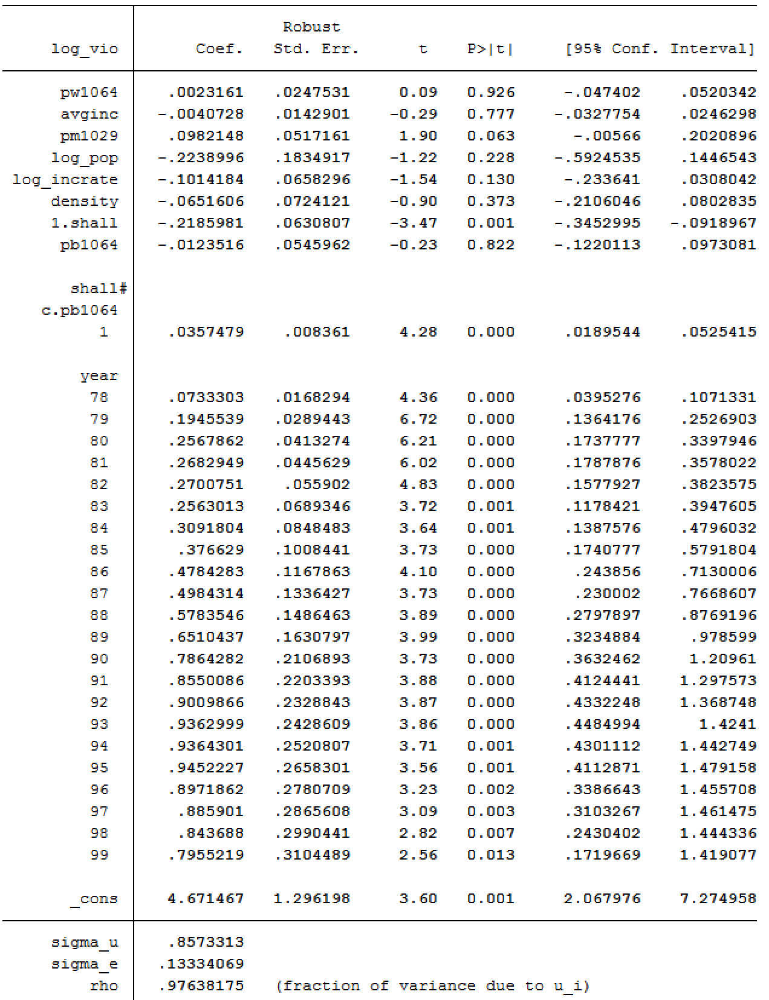 Robust
log_vio Coef. Std. Err. t P>|t| [95% Conf. Interval]
pw1064 .0023161 .0247531 0.09 0.926 -.047402 .0520342
avginc -.0040728 .0142901 -0.29 0.777 -.0327754 .0246298
pm1029 .0982148 .0517161 1.90 0.063 -.00566 .2020896
log_pop -.2238996 .1834917 -1.22 0.228 -.5924535 .1446543
log_incrate -.1014184 .0658296 -1.54 0.130 -.233641 .0308042
density -.0651606 .0724121 -0.90 0.373 -.2106046 .0802835
1.shall -.2185981 .0630807 -3.47 0.001 -.3452995 -.0918967
pb1064 -.0123516 .0545962 -0.23 0.822 -.1220113 .0973081
shall#
c.pb1064
1 .0357479 .008361 4.28 0.000 .0189544 .0525415
year
78 .0733303 .0168294 4.36 0.000 .0395276 .1071331
79 .1945539 .0289443 6.72 0.000 .1364176 .2526903
80 .2567862 .0413274 6.21 0.000 .1737777 .3397946
81 .2682949 .0445629 6.02 0.000 .1787876 .3578022
82 .2700751 .055902 4.83 0.000 .1577927 .3823575
83 .2563013 .0689346 3.72 0.001 .1178421 .3947605
84 .3091804 .0848483 3.64 0.001 .1387576 .4796032
85 .376629 .1008441 3.73 0.000 .1740777 .5791804
86 .4784283 .1167863 4.10 0.000 .243856 .7130006
87 .4984314 .1336427 3.73 0.000 .230002 .7668607
88 .5783546 .1486463 3.89 0.000 .2797897 .8769196
89 .6510437 .1630797 3.99 0.000 .3234884 .978599
90 .7864282 .2106893 3.73 0.000 .3632462 1.20961
91 .8550086 .2203393 3.88 0.000 .4124441 1.297573
92 .9009866 .2328843 3.87 0.000 .4332248 1.368748
93 .9362999 .2428609 3.86 0.000 .4484994 1.4241
94 .9364301 .2520807 3.71 0.001 .4301112 1.442749
95 .9452227 .2658301 3.56 0.001 .4112871 1.479158
96 .8971862 .2780709 3.23 0.002 .3386643 1.455708
97 .885901 .2865608 3.09 0.003 .3103267 1.461475
98 .843688 .2990441 2.82 0.007 .2430402 1.444336
99 .7955219 .3104489 2.56 0.013 .1719669 1.419077
_cons 4.671467 1.296198 3.60 0.001 2.067976 7.274958
sigma_u .8573313
sigma_e .13334069
rho .97638175 (fraction of variance due to u_i)